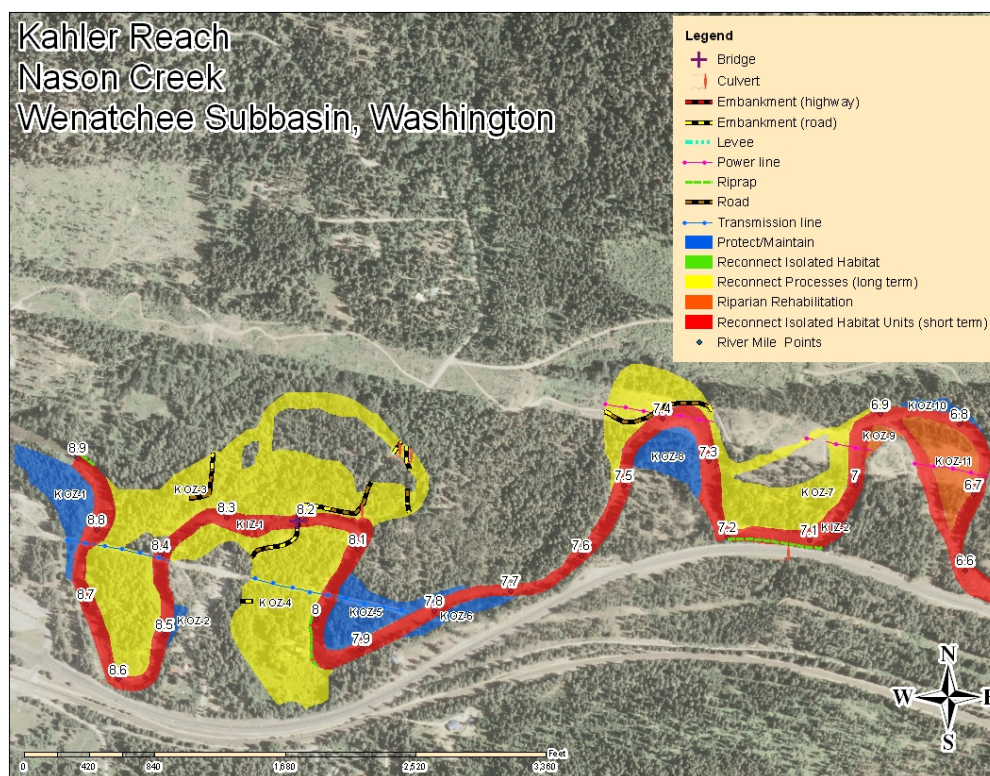 Kahler Reach
Nason Creek
Wenatchee Subbasin, Washington
Legend
Bridge
Culvert
Embankment (highway)
Embankment (road)
Levee
Power line
Riprap
Road
Transmission line
Protect/Maintain
Reconnect Isolated Habitat
Reconnect Processes (long term)
Riparian Rehabilitation
Reconnect Isolated Habitat Units (short term)
River Mile Points
6.9
KOZ-10
6.8
7.4
8.9
KOZ-9
7.3
KOZ-8
KOZ-11
7.5
7
6.7
KOZ-3
KOZ-1
KOZ-7
8.3
8.2
8.8
KIZ-1
7.2
7.1
KIZ-2
8.4
8.1
7.6
6.6
7.7
8.7
KOZ-4
7.8
8
KOZ-5
KOZ-6
8.5
KOZ-2
7.9
8.6
N
W
E
S
Feet
0
420
840
1,680
2,520
3,360